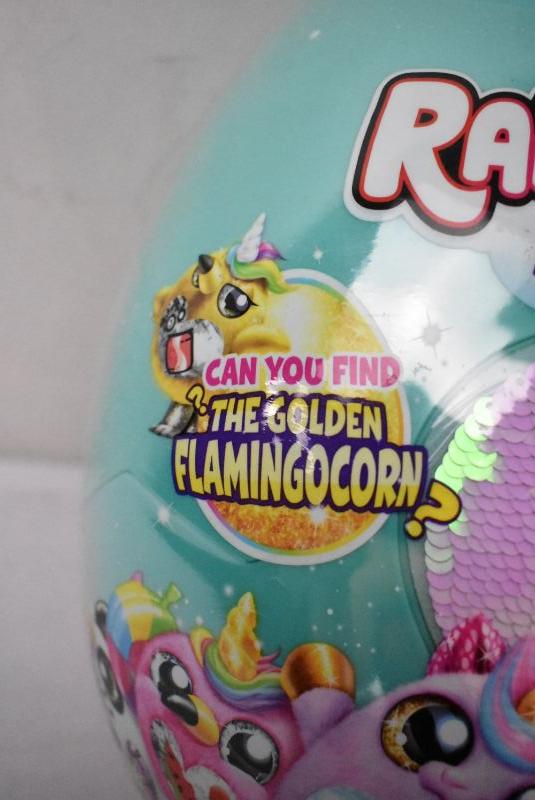 CAN YOU FIND
? THE GOLDEN
FLAMINGOCORN?